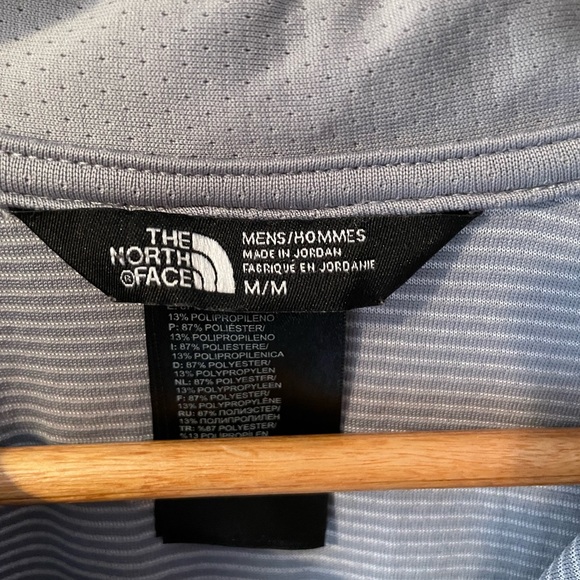 THE
NORTH
FACE®
MENS/HOMMES
MADE IN JORDAN
FABRIQUÉ EN JORDANIE
M/M
13% POLIPROPILENO
P: 87% POLIÉSTER/
13% POLIPROPILENO
I: 87% POLIESTERE/
13% POLIPROPILENICA
D: 87% POLYESTER/
13% POLYPROPYLEN
NL: 87% POLYESTER/
13% POLYPROPYLEEN
F: 87% POLYESTER/
13% POLYPROPYLÈNE
RU: 87% ПОЛИЭСТЕР/
13% ПОЛИПРОПИЛЕН
TR: %87 POLYESTER/
%13 POLIPROPILEN